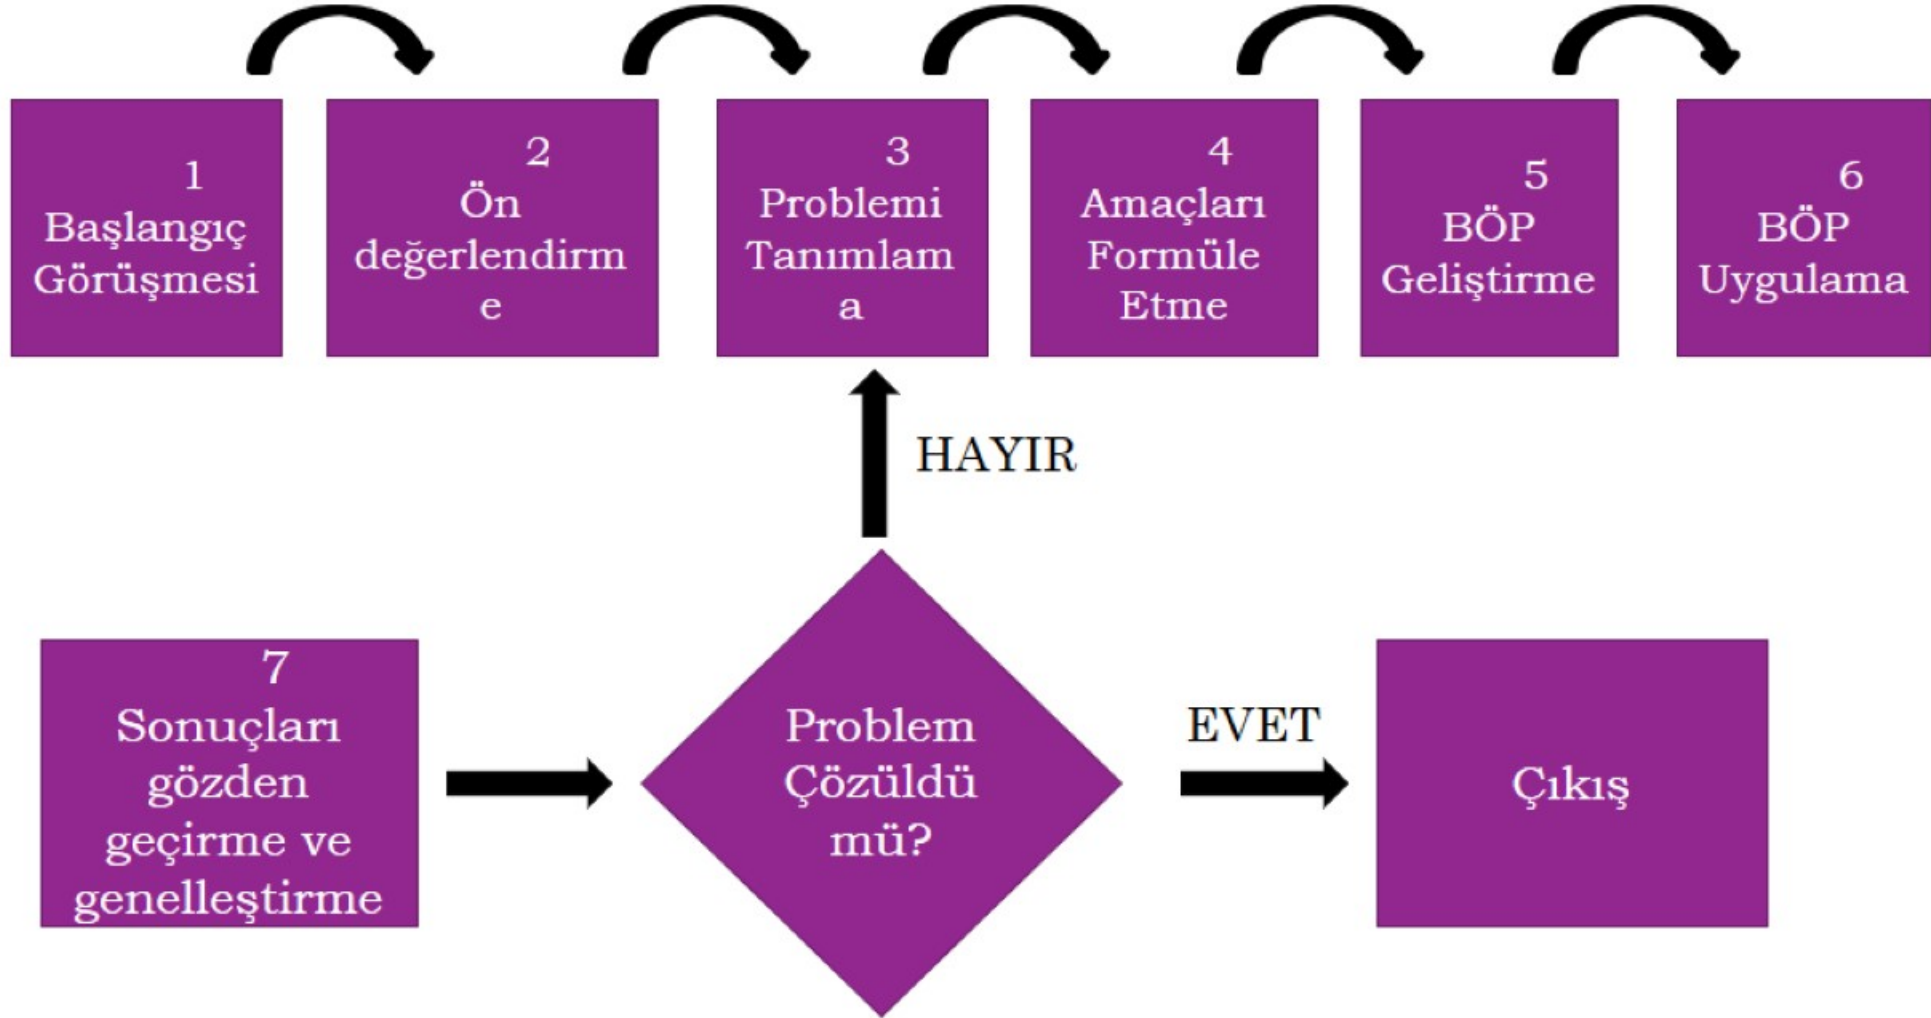 1
Başlangıç
Görüşmesi
2
Ön
değerlendirm
e
3
Problemi
Tanımlam
a
4
Amaçları
Formüle
Etme
5
BÖP
Geliştirme
6
BÖP
Uygulama
HAYIR
7
Sonuçları
gözden
geçirme ve
genelleştirme
Problem
Çözüldü
mü?
EVET
Çıkış